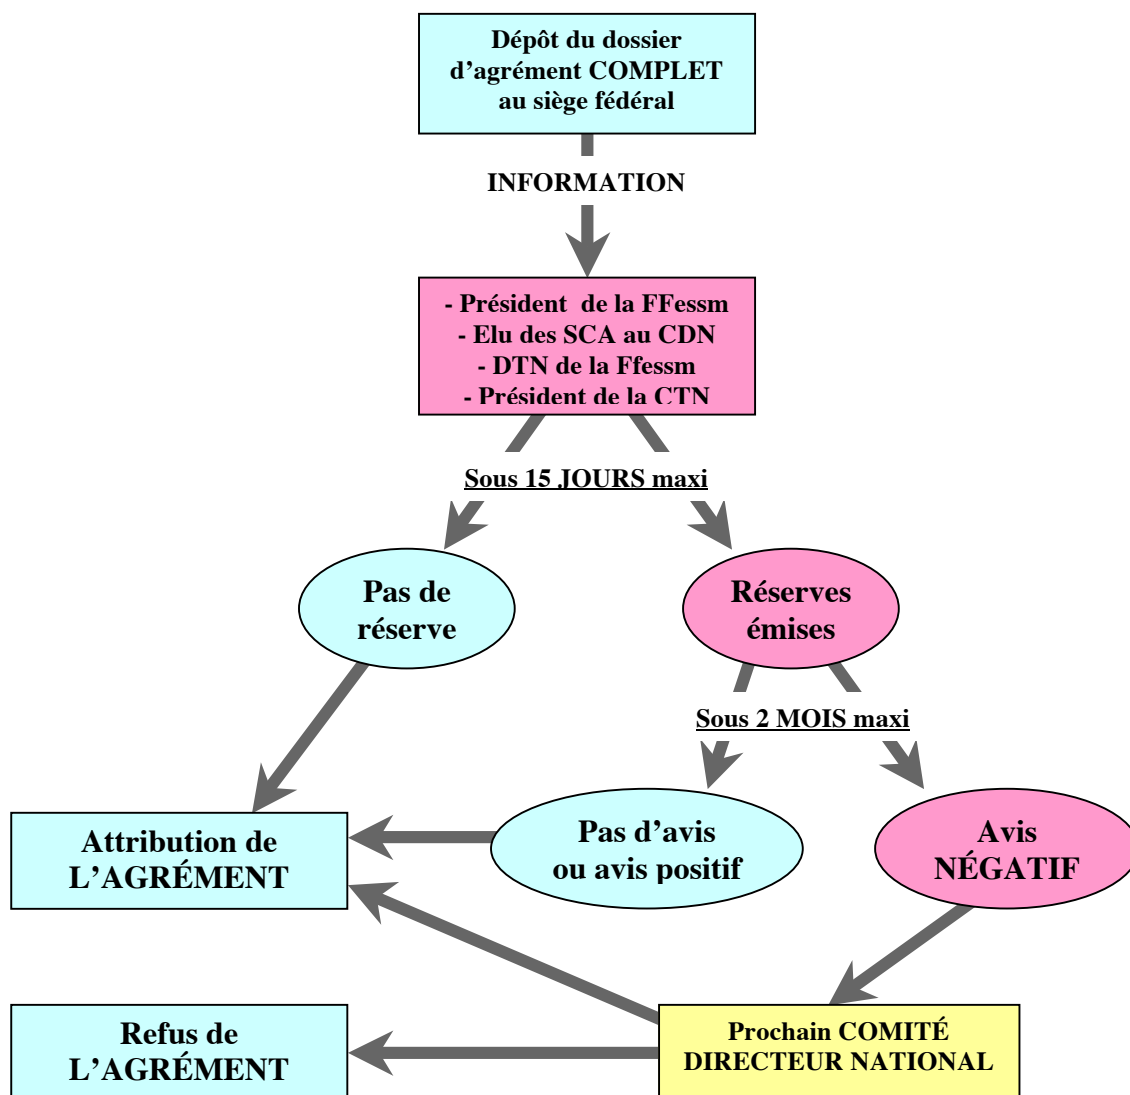 Dépôt du dossier
d’agrément COMPLET
au siège fédéral
INFORMATION
- Président de la FFessm
- Elu des SCA au CDN
- DTN de la Ffessm
- Président de la CTN
Sous 15 JOURS maxi
Pas de
réserve
Réserves
émises
Sous 2 MOIS maxi
Attribution de
L’AGRÉMENT
Pas d’avis
ou avis positif
Avis
NÉGATIF
Refus de
L’AGRÉMENT
Prochain COMITÉ
DIRECTEUR NATIONAL